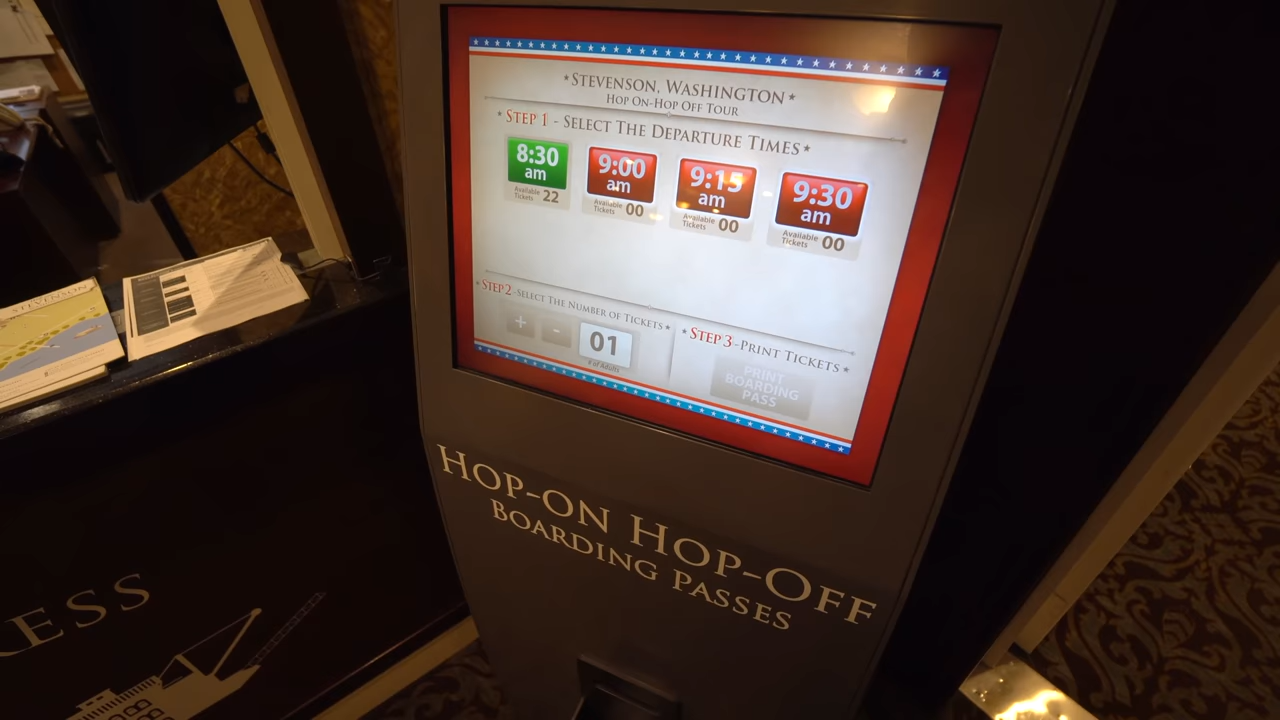 *STEVENSON, WASHINGTON*
HOP ON-HOP OFF TOUR
*STEP 1 - SELECT THE DEPARTURE TIMES*
8:30 am
Available Tickets 22
9:00 am
Available Tickets 00
9:15 am
Available Tickets 00
9:30 am
Available Tickets 00
*STEP 2 -SELECT THE NUMBER OF TICKETS*
+ - 01
# of Adults
*STEP 3-PRINT TICKETS*
PRINT
BOARDING
PASS
HOP-ON HOP-OFF
BOARDING PASSES
STEVENSON
ESS